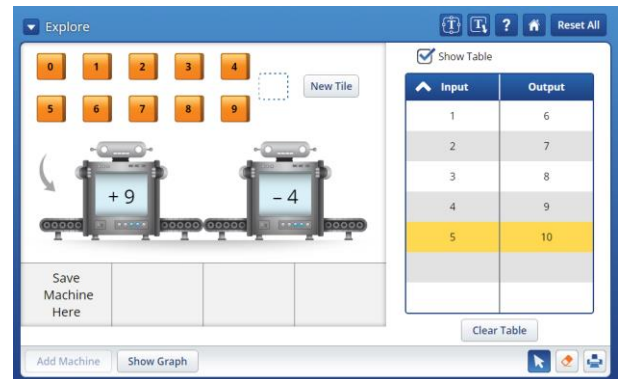 Explore
T
T
?
Reset All
0 1 2 3 4
New Tile
5 6 7 8 9
+ 9
– 4
Save
Machine
Here
Add Machine
Show Graph
Show Table
Input Output
1 6
2 7
3 8
4 9
5 10
Clear Table